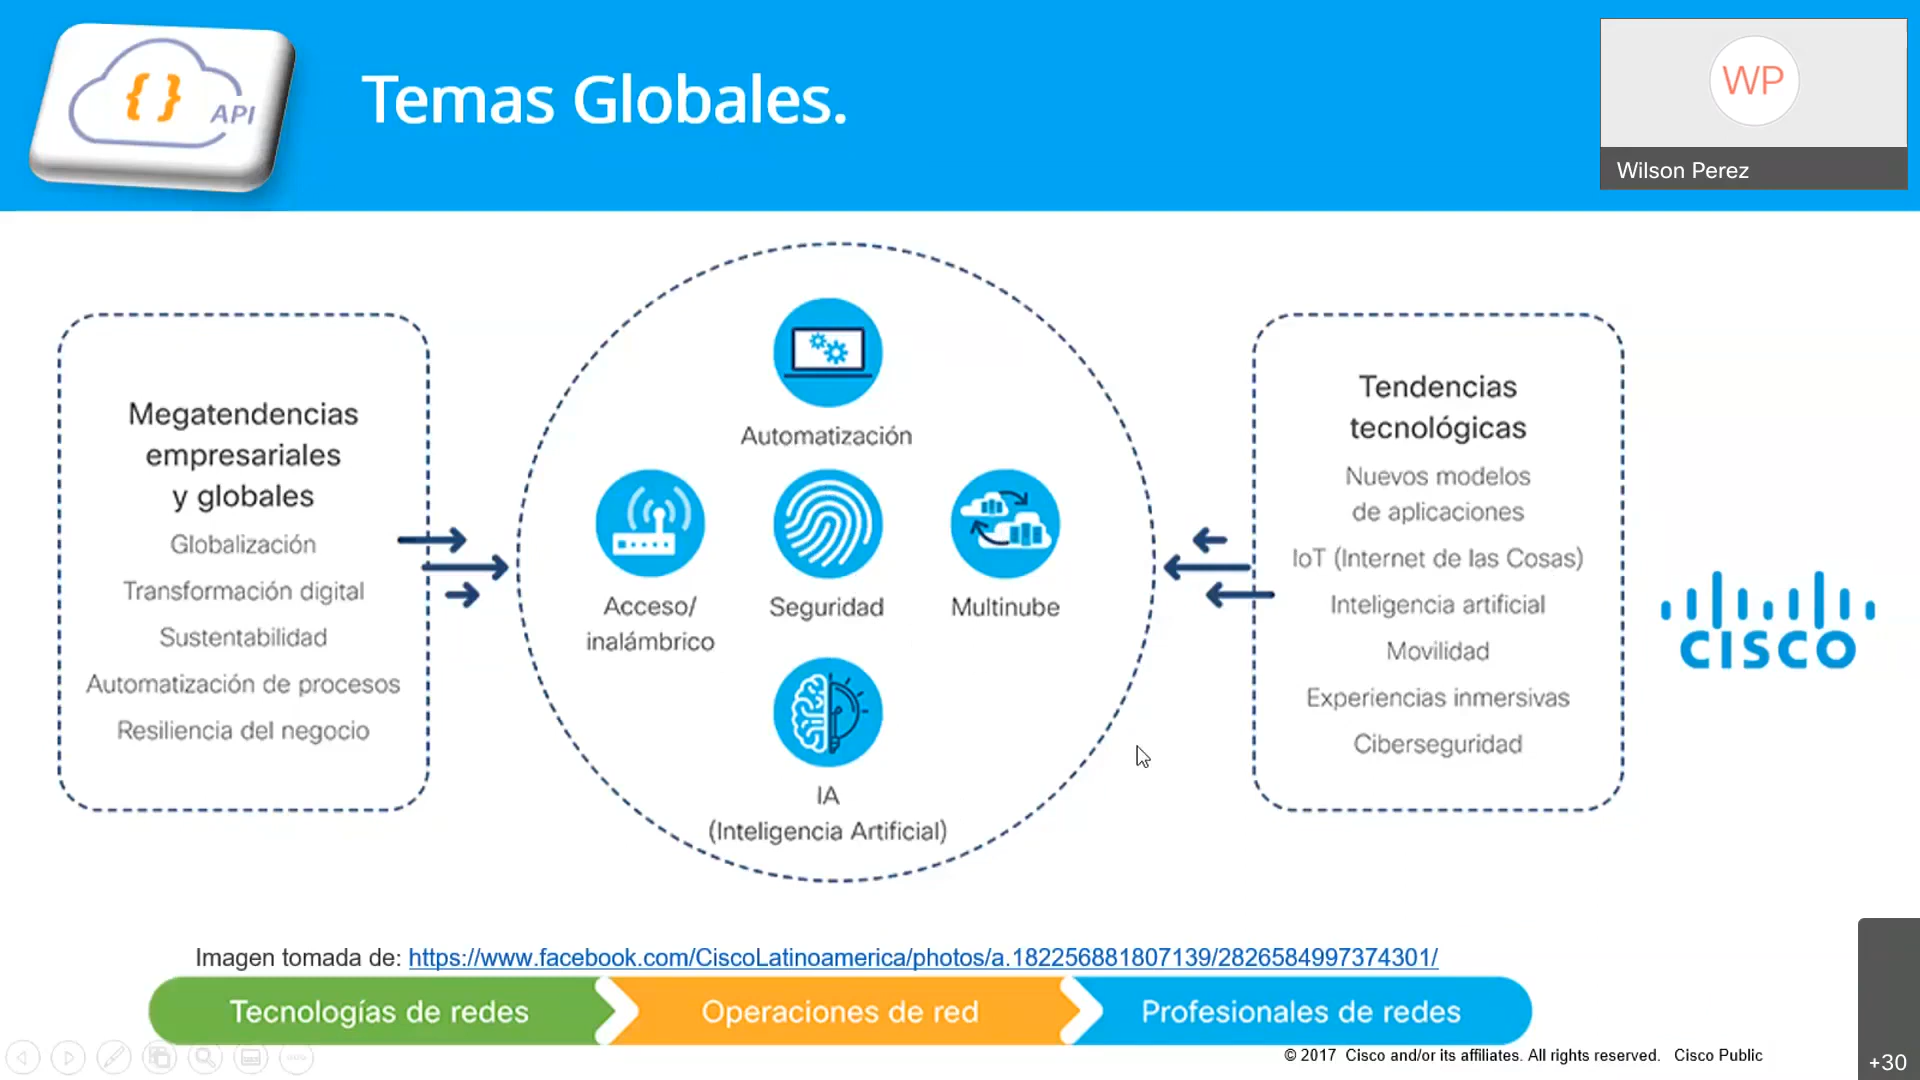 { } API
Temas Globales.
WP
Wilson Perez
Megatendencias
empresariales
y globales
Globalización
Transformación digital
Sustentabilidad
Automatización de procesos
Resiliencia del negocio
Automatización
Acceso/
inalámbrico
Seguridad
Multinube
IA
(Inteligencia Artificial)
Tendencias
tecnológicas
Nuevos modelos
de aplicaciones
IoT (Internet de las Cosas)
Inteligencia artificial
Movilidad
Experiencias inmersivas
Ciberseguridad
CISCO
Imagen tomada de: https://www.facebook.com/CiscoLatinoamerica/photos/a.182256881807139/2826584997374301/
Tecnologías de redes
Operaciones de red
Profesionales de redes
© 2017 Cisco and/or its affiliates. All rights reserved. Cisco Public
+30